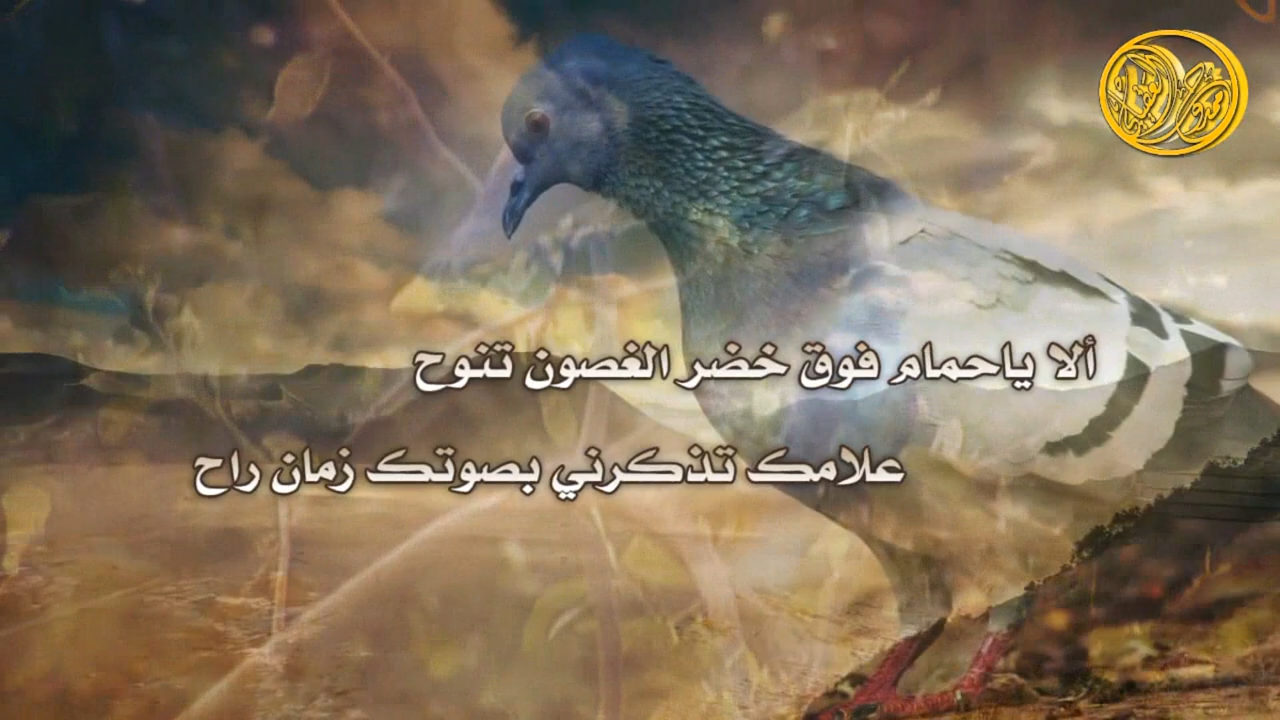 ألا ياحمام فوق خضر الغصون تنوح
علامك تذكرني بصوتك زمان راح